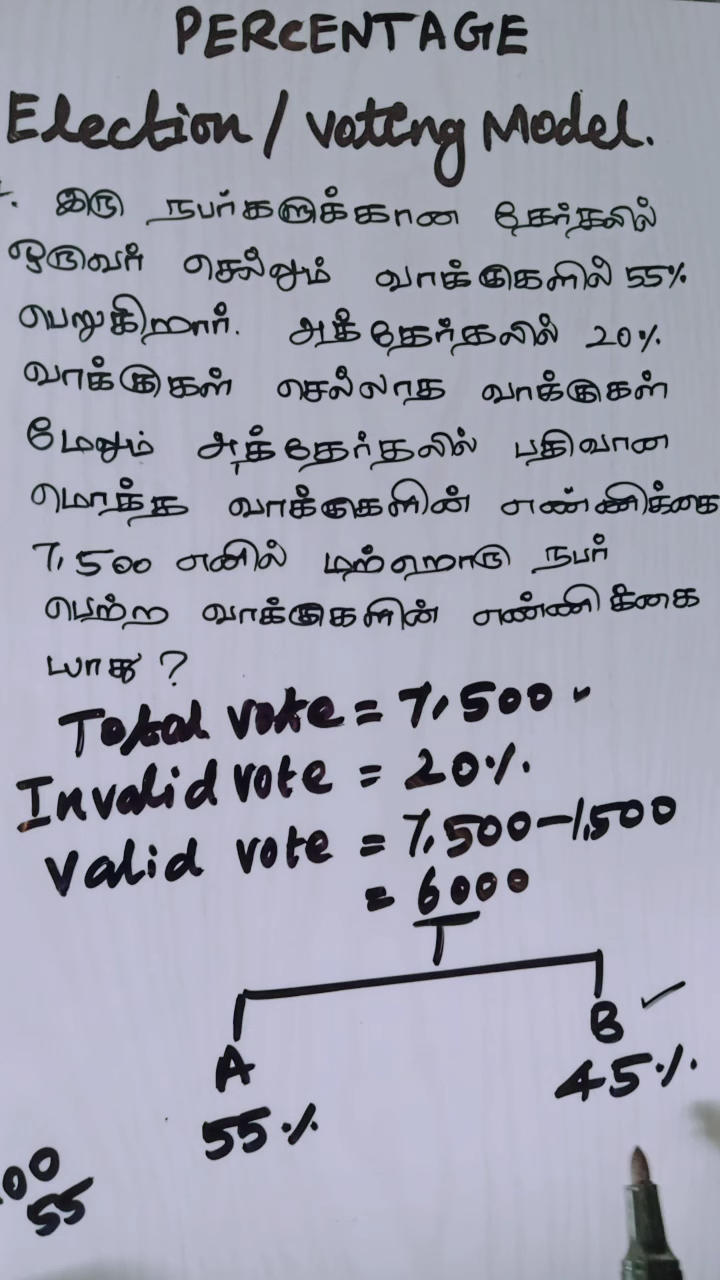 PERCENTAGE
Election / Voting Model.
இரு நபர்களுக்கான தேர்தலில்
ஒருவர் செல்லும் வாக்குகளில் 55%
பெறுகிறார். அத்தேர்தலில் 20%
வாக்குகள் செல்லாத வாக்குகள்
மேலும் அத்தேர்தலில் பதிவான
மொத்த வாக்குகளின் எண்ணிக்கை
7,500 எனில் மற்றொரு நபர்
பெற்ற வாக்குகளின் எண்ணிக்கை
யாது?
Total vote = 7,500
Invalid vote = 20%
Valid vote = 7,500-1,500
= 6000
T
A B ✓
55% 45%
00
55